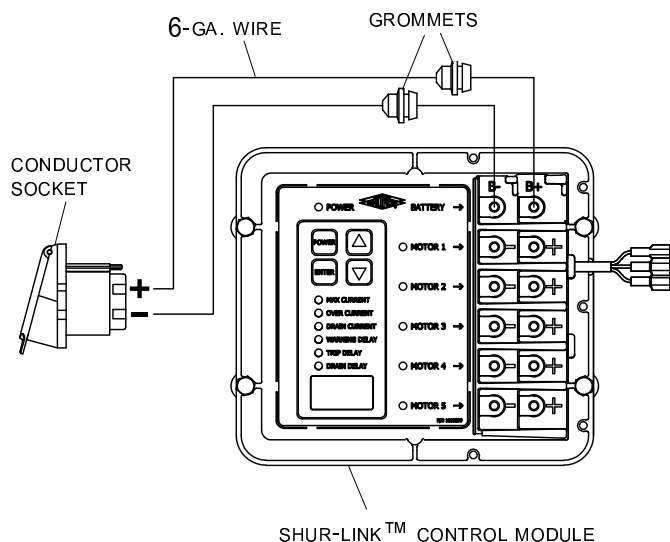 GROMMETS
6-GA. WIRE
CONDUCTOR
SOCKET
B- B+
POWER BATTERY →
POWER
MOTOR 1 →
ENTER
MOTOR 2 →
MAX CURRENT
OVER CURRENT
DRAIN CURRENT
MOTOR 3 →
WARNING DELAY
TRIP DELAY
DRAIN DELAY
MOTOR 4 →
MOTOR 5 →
+
-
SHUR-LINK™ CONTROL MODULE